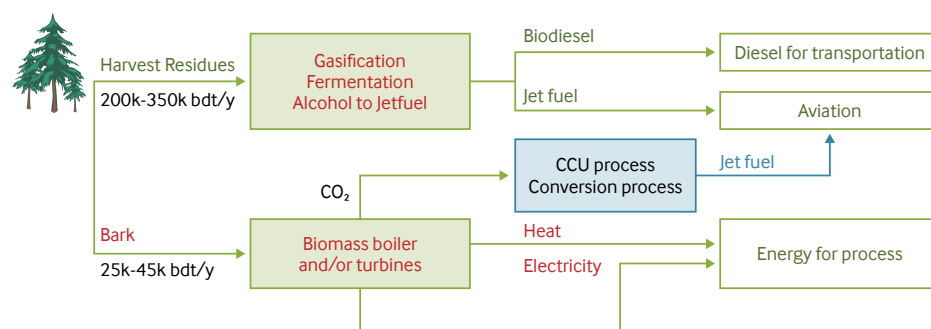 Harvest Residues
200k-350k bdt/y
Gasification
Fermentation
Alcohol to Jetfuel
Biodiesel
Diesel for transportation
Jet fuel
Aviation
CO₂
CCU process
Conversion process
Jet fuel
Bark
25k-45k bdt/y
Biomass boiler
and/or turbines
Heat
Electricity
Energy for process